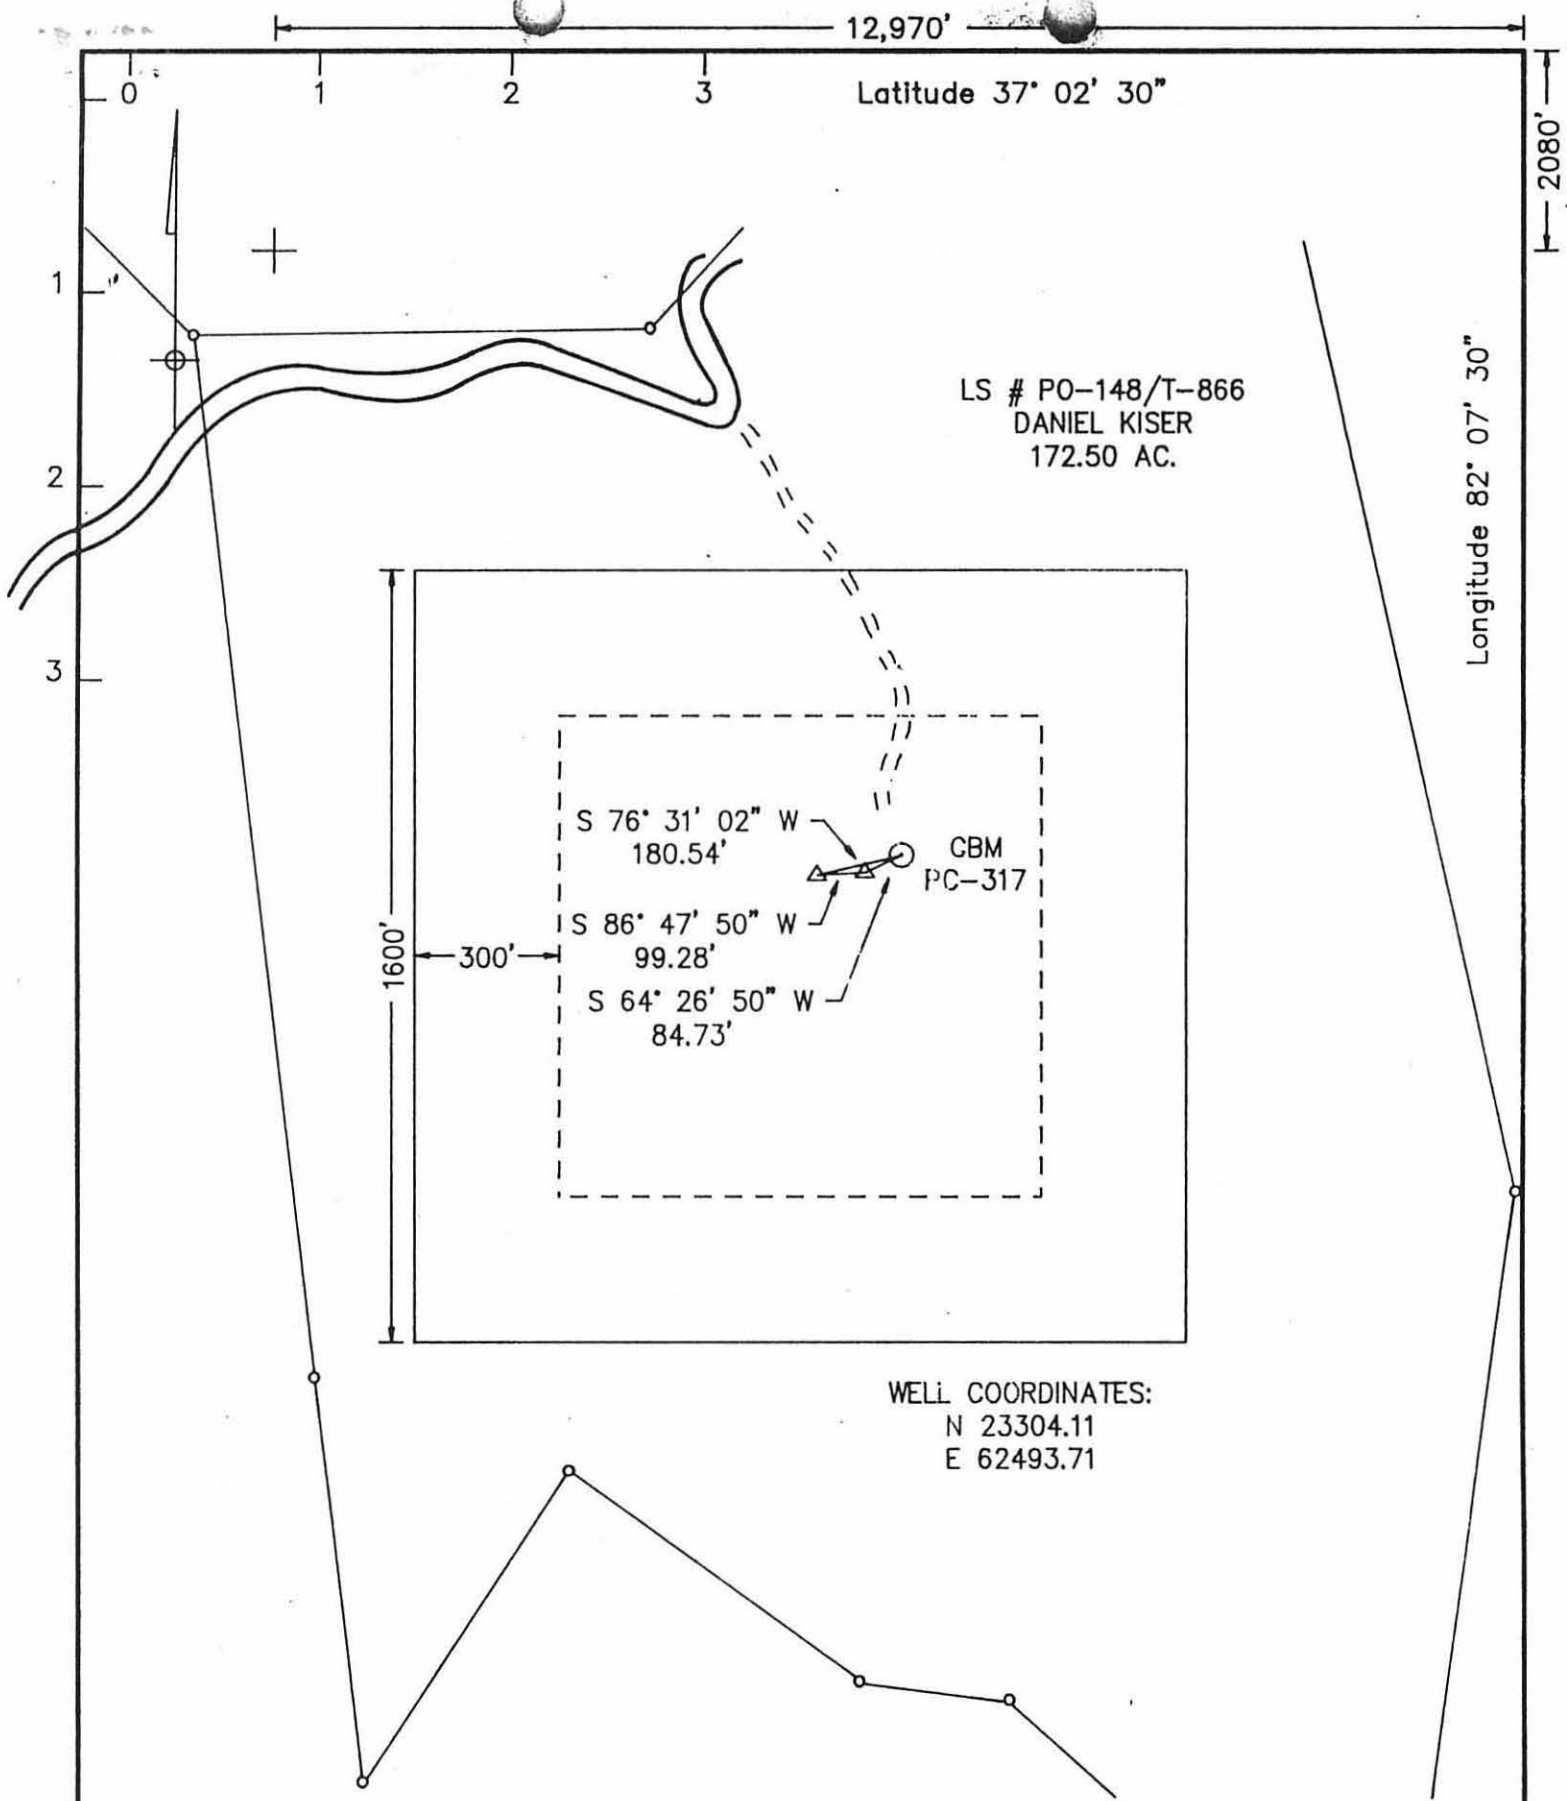 12,970'
0 1 2 3 Latitude 37° 02' 30"
2080'
1
2
3
LS # PO-148/T-866
DANIEL KISER
172.50 AC.
Longitude 82° 07' 30"
S 76° 31' 02" W
180.54'
CBM
PC-317
S 86° 47' 50" W
99.28'
1600'
300'
S 64° 26' 50" W
84.73'
WELL COORDINATES:
N 23304.11
E 62493.71